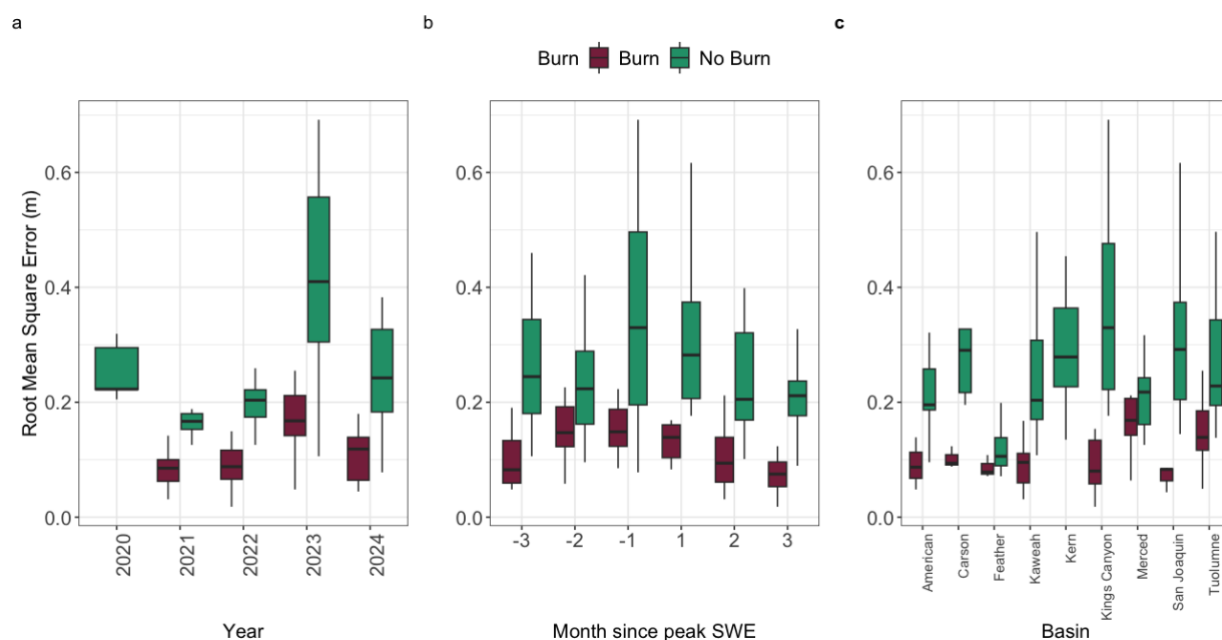 a
b
c
Burn Burn No Burn
Root Mean Square Error (m)
0.6
0.4
0.2
0.0
2020
2021
2022
2023
2024
Year
0.6
0.4
0.2
0.0
-3
-2
-1
1
2
3
Month since peak SWE
0.6
0.4
0.2
0.0
American
Carson
Feather
Kaweah
Kern
Kings Canyon
Merced
San Joaquin
Tuolumne
Basin